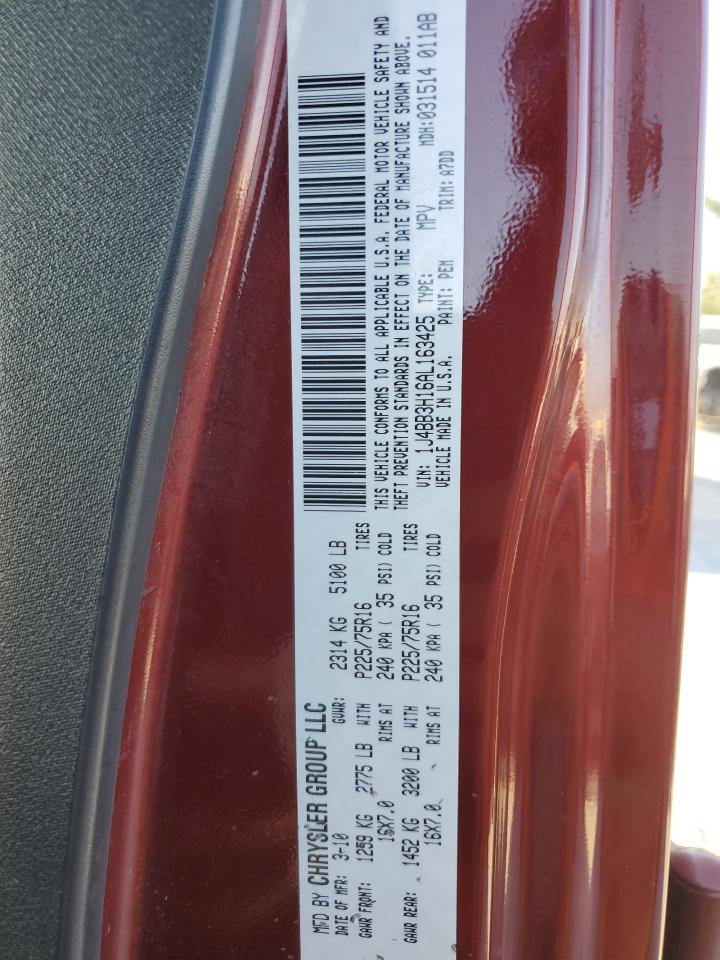 MFD BY CHRYSLER GROUP LLC
DATE OF MFR: 3-10 GVWR: 2314 KG 5100 LB
GAWR FRONT: 1259 KG 2775 LB WITH P225/75R16 TIRES
16X7.0 RIMS AT 240 KPA ( 35 PSI) COLD
GAWR REAR: 1452 KG 3200 LB WITH P225/75R16 TIRES
16X7.0 RIMS AT 240 KPA ( 35 PSI) COLD
THIS VEHICLE CONFORMS TO ALL APPLICABLE U.S.A. FEDERAL MOTOR VEHICLE SAFETY AND
THEFT PREVENTION STANDARDS IN EFFECT ON THE DATE OF MANUFACTURE SHOWN ABOVE.
VIN: 1J4BB3H16AL163425 TYPE: MPV MDH:031514 011AB
VEHICLE MADE IN U.S.A. PAINT: PEM TRIM: A7DD